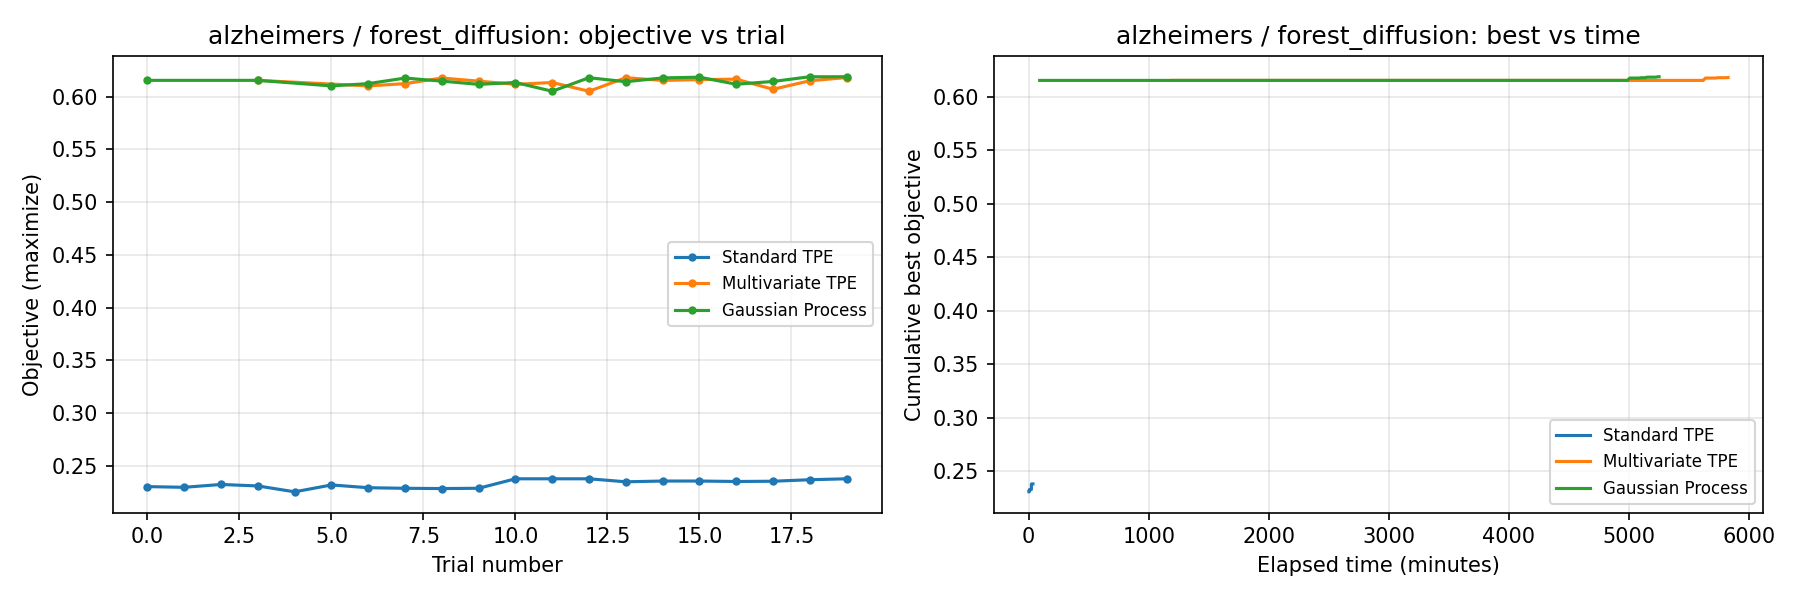 alzheimers / forest_diffusion: objective vs trial
Objective (maximize)
0.60
0.55
0.50
0.45
0.40
0.35
0.30
0.25
Standard TPE
Multivariate TPE
Gaussian Process
0.0 2.5 5.0 7.5 10.0 12.5 15.0 17.5
Trial number
alzheimers / forest_diffusion: best vs time
Cumulative best objective
0.60
0.55
0.50
0.45
0.40
0.35
0.30
0.25
Standard TPE
Multivariate TPE
Gaussian Process
0 1000 2000 3000 4000 5000 6000
Elapsed time (minutes)